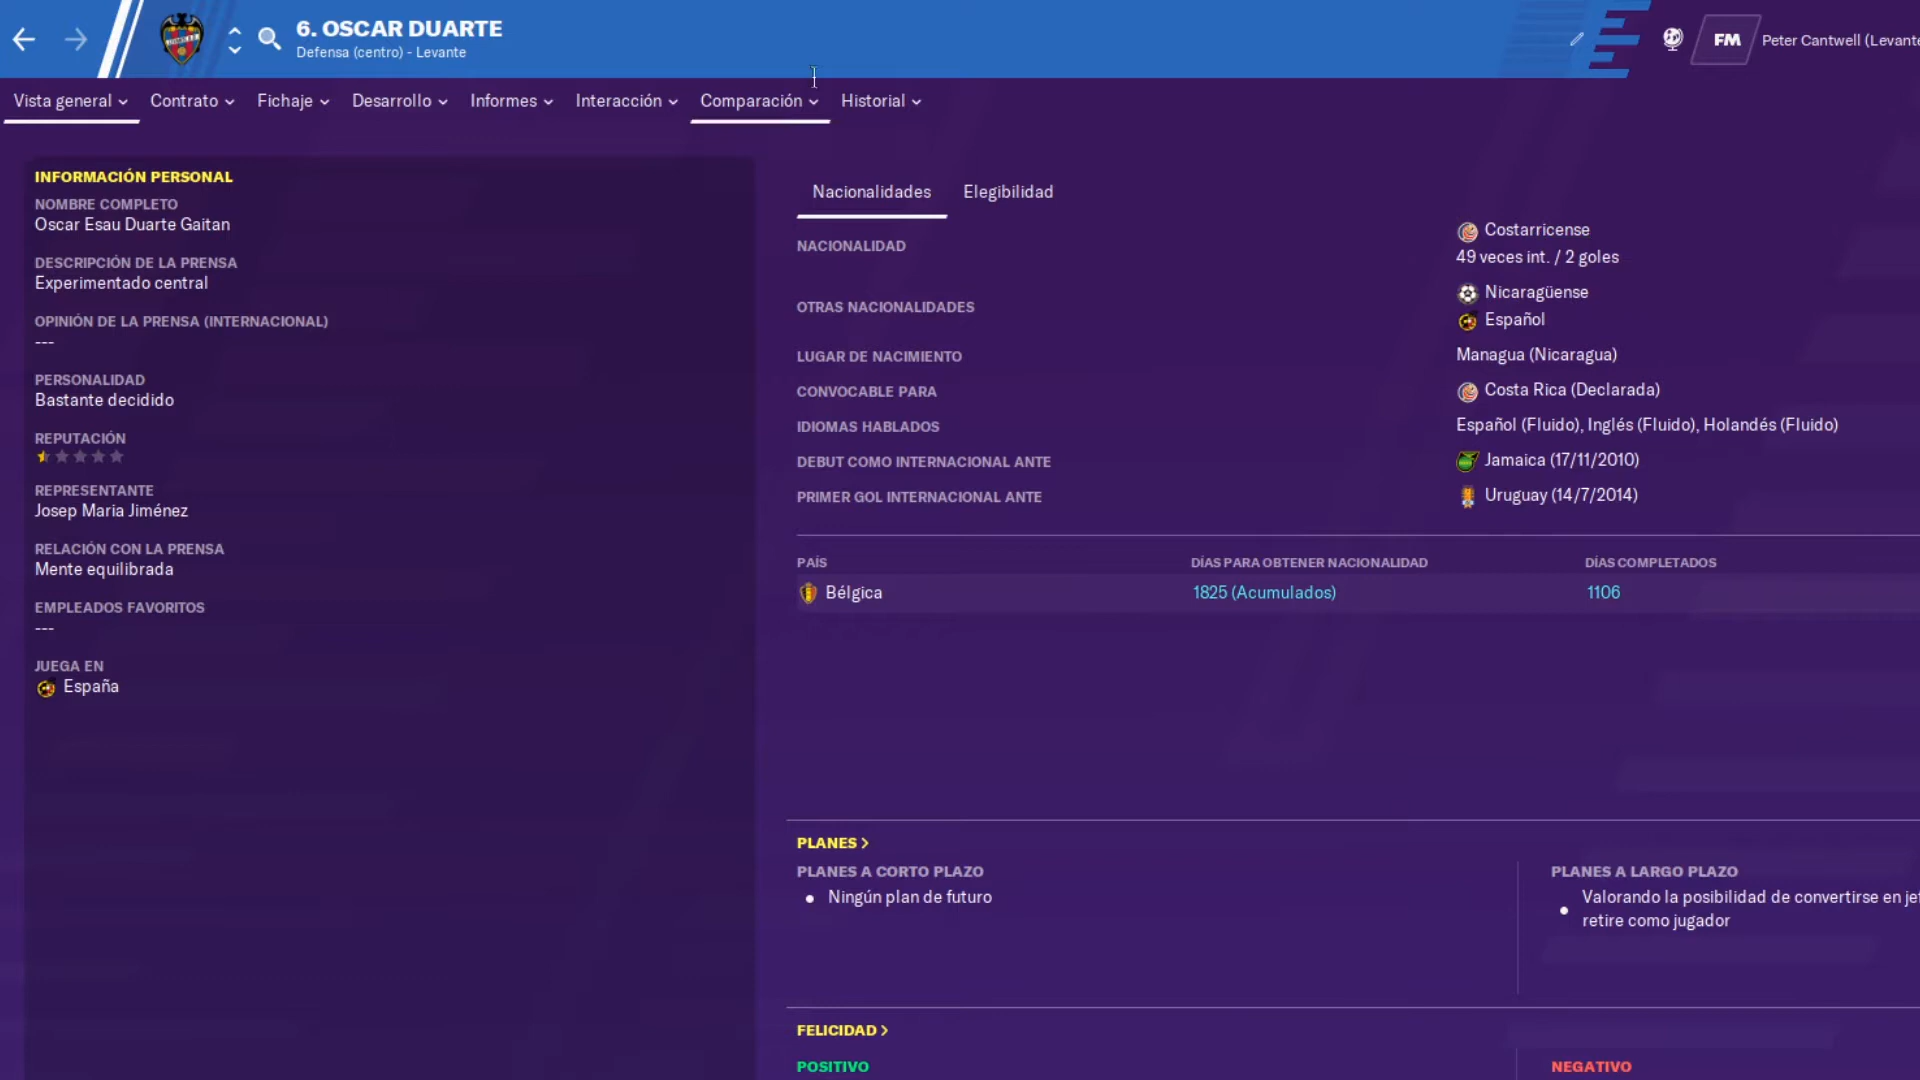 6. OSCAR DUARTE
Defensa (centro) - Levante
FM
Peter Cantwell (Levante
Vista general
Contrato
Fichaje
Desarrollo
Informes
Interacción
Comparación
Historial
INFORMACIÓN PERSONAL
NOMBRE COMPLETO
Oscar Esau Duarte Gaitan
DESCRIPCIÓN DE LA PRENSA
Experimentado central
OPINIÓN DE LA PRENSA (INTERNACIONAL)
---
PERSONALIDAD
Bastante decidido
REPUTACIÓN
REPRESENTANTE
Josep Maria Jiménez
RELACIÓN CON LA PRENSA
Mente equilibrada
EMPLEADOS FAVORITOS
---
JUEGA EN
España
Nacionalidades
Elegibilidad
NACIONALIDAD
Costarricense
49 veces int. / 2 goles
OTRAS NACIONALIDADES
Nicaragüense
Español
LUGAR DE NACIMIENTO
Managua (Nicaragua)
CONVOCABLE PARA
Costa Rica (Declarada)
IDIOMAS HABLADOS
Español (Fluido), Inglés (Fluido), Holandés (Fluido)
DEBUT COMO INTERNACIONAL ANTE
Jamaica (17/11/2010)
PRIMER GOL INTERNACIONAL ANTE
Uruguay (14/7/2014)
PAÍS
DÍAS PARA OBTENER NACIONALIDAD
DÍAS COMPLETADOS
Bélgica
1825 (Acumulados)
1106
PLANES >
PLANES A CORTO PLAZO
• Ningún plan de futuro
PLANES A LARGO PLAZO
• Valorando la posibilidad de convertirse en
retire como jugador
FELICIDAD >
POSITIVO
NEGATIVO